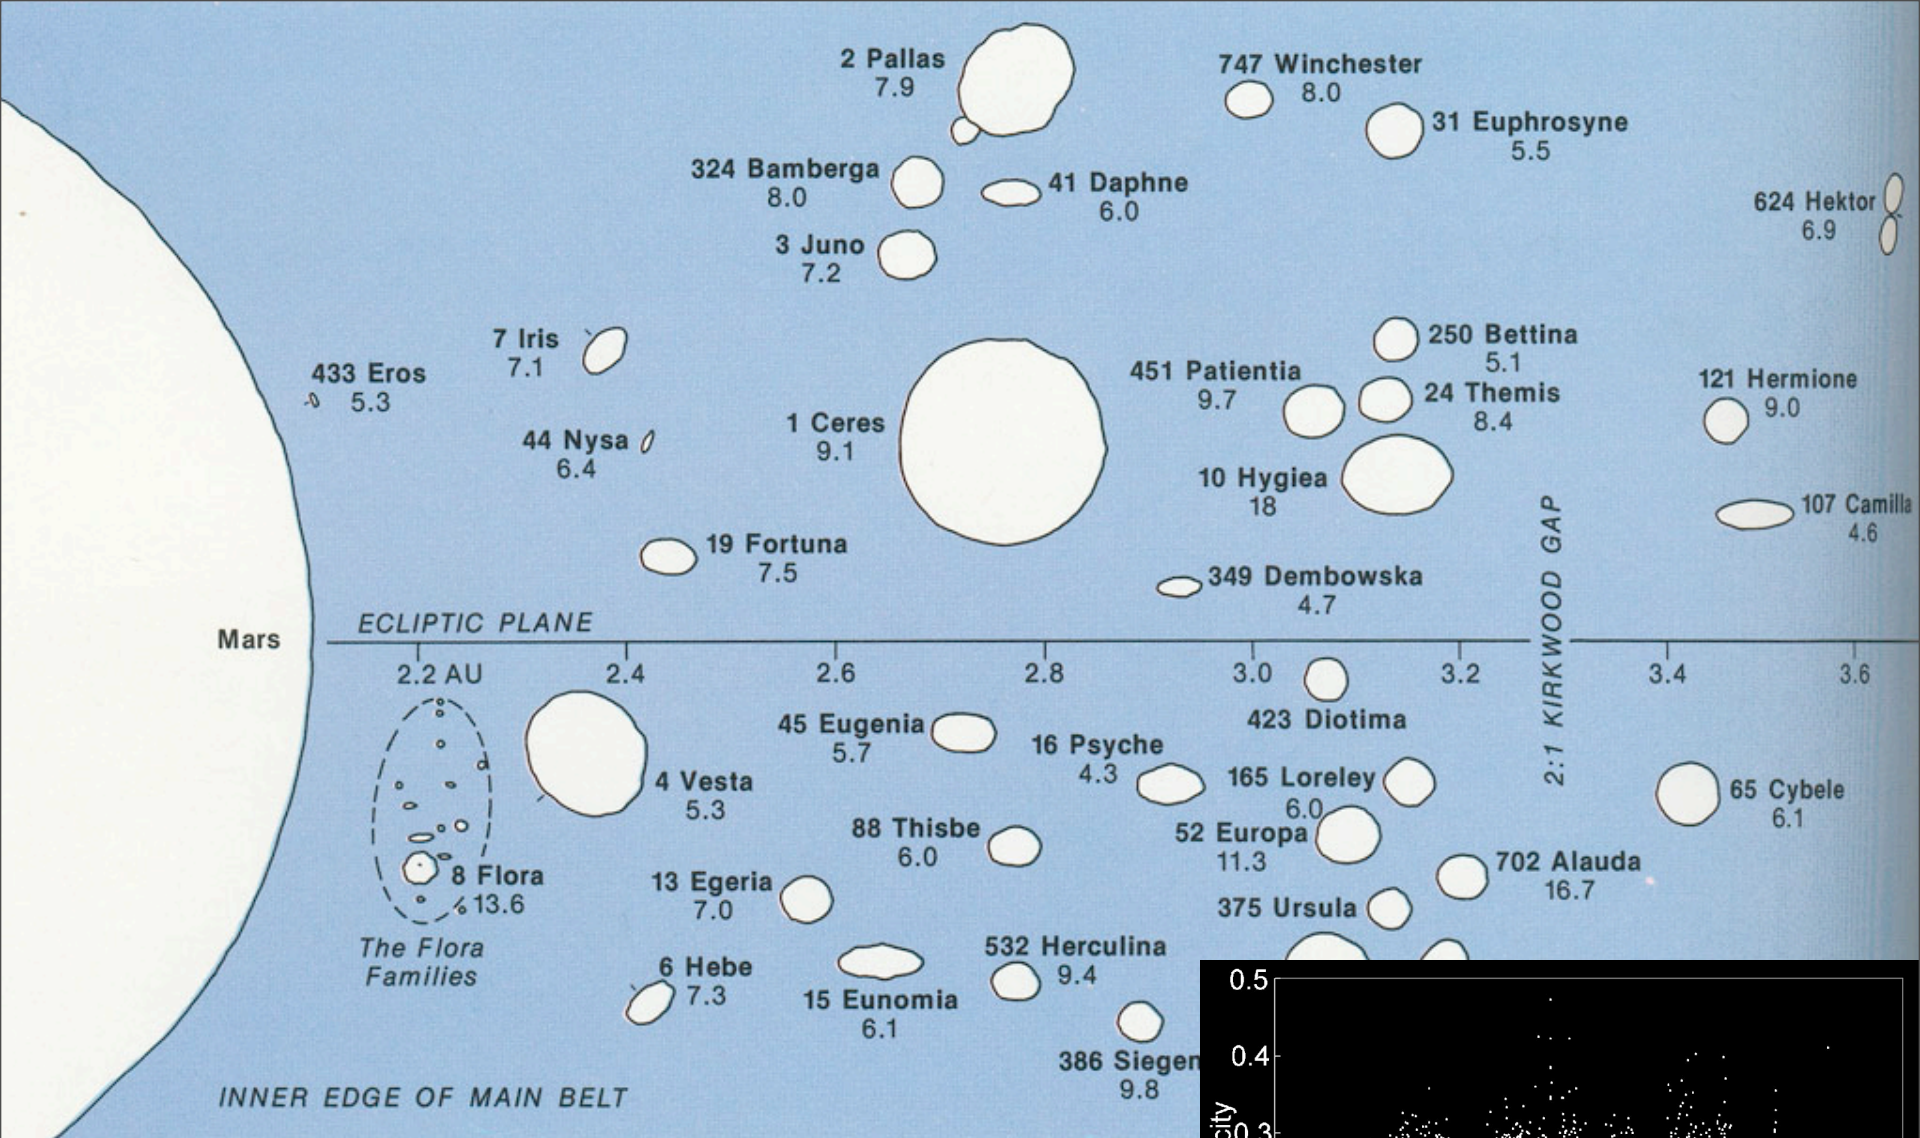 2 Pallas
7.9
747 Winchester
8.0
31 Euphrosyne
5.5
324 Bamberga
8.0
41 Daphne
6.0
624 Hektor
6.9
3 Juno
7.2
7 Iris
7.1
250 Bettina
5.1
433 Eros
5.3
451 Patientia
9.7
24 Themis
8.4
121 Hermione
9.0
1 Ceres
9.1
44 Nysa
6.4
10 Hygiea
18
107 Camilla
4.6
19 Fortuna
7.5
349 Dembowska
4.7
2:1 KIRKWOOD GAP
ECLIPTIC PLANE
Mars
2.2 AU 2.4 2.6 2.8 3.0 3.2 3.4 3.6
423 Diotima
45 Eugenia
5.7
16 Psyche
4.3
165 Loreley
6.0
4 Vesta
5.3
65 Cybele
6.1
88 Thisbe
6.0
52 Europa
11.3
702 Alauda
16.7
8 Flora
13.6
13 Egeria
7.0
375 Ursula
The Flora
Families
532 Herculina
9.4
6 Hebe
7.3
15 Eunomia
6.1
386 Siegen
9.8
INNER EDGE OF MAIN BELT
0.5
0.4
0.3
city